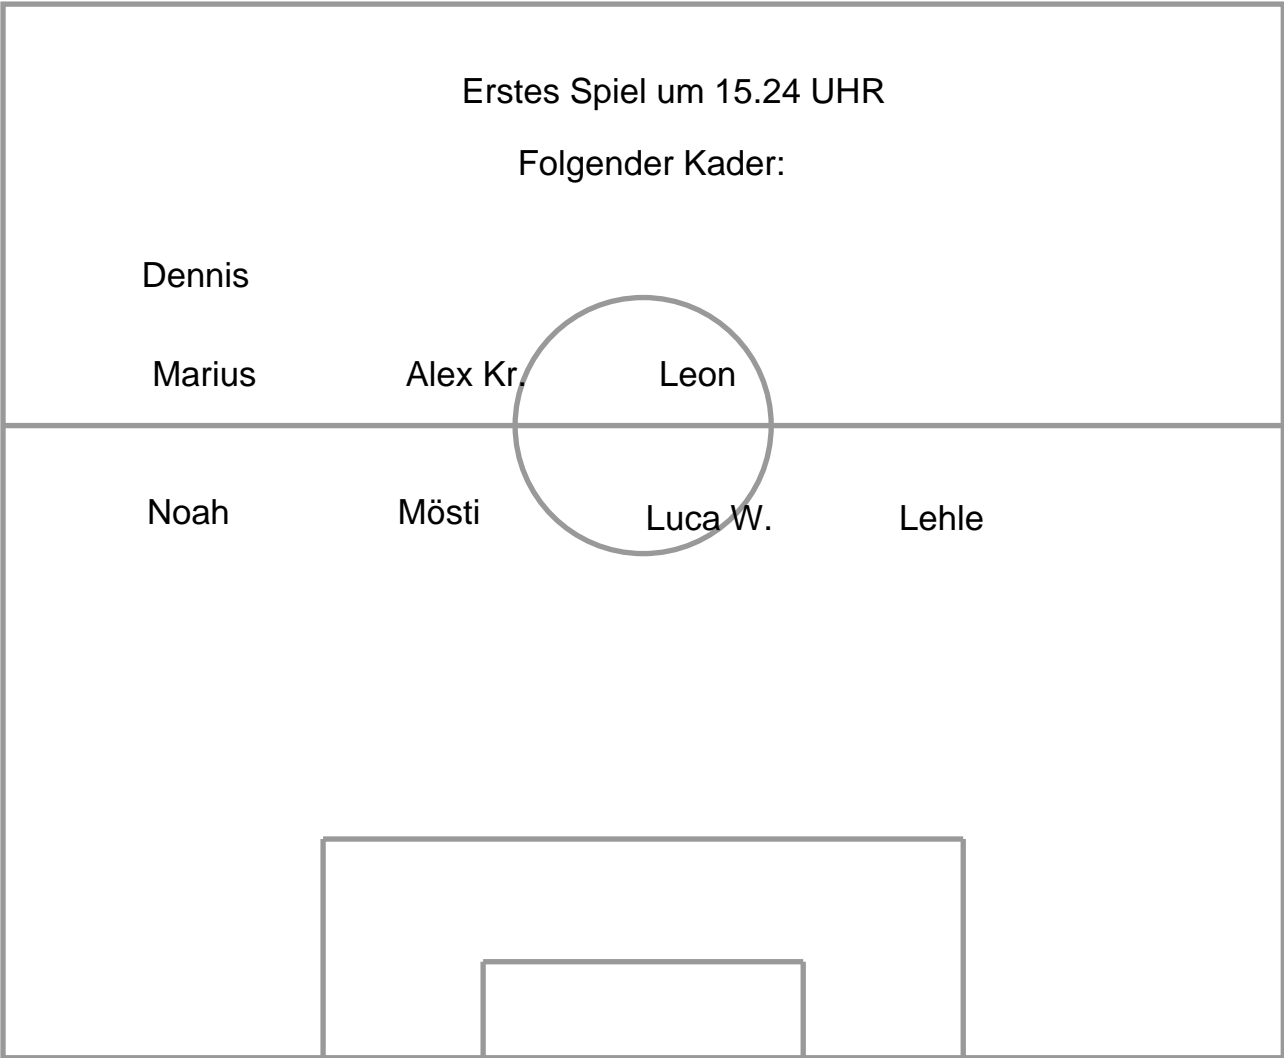 Erstes Spiel um 15.24 UHR
Folgender Kader:
Dennis
Marius Alex Kr. Leon
Noah Mösti Luca W. Lehle